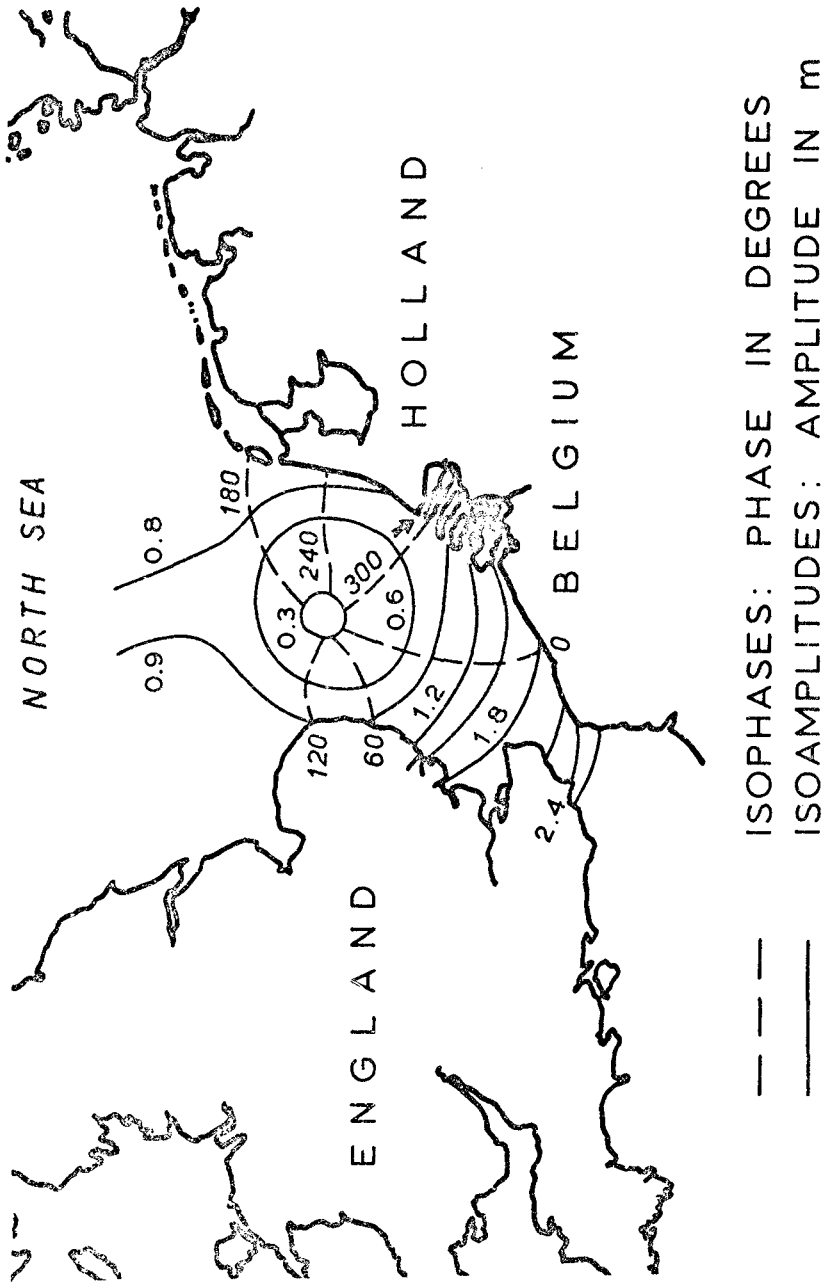 NORTH SEA
0.9
0.8
180
0.3
240
300
0.6
120
60
1.2
1.8
0
2.4
ENGLAND
HOLLAND
BELGIUM
ISOPHASES: PHASE IN DEGREES
ISOAMPLITUDES: AMPLITUDE IN m